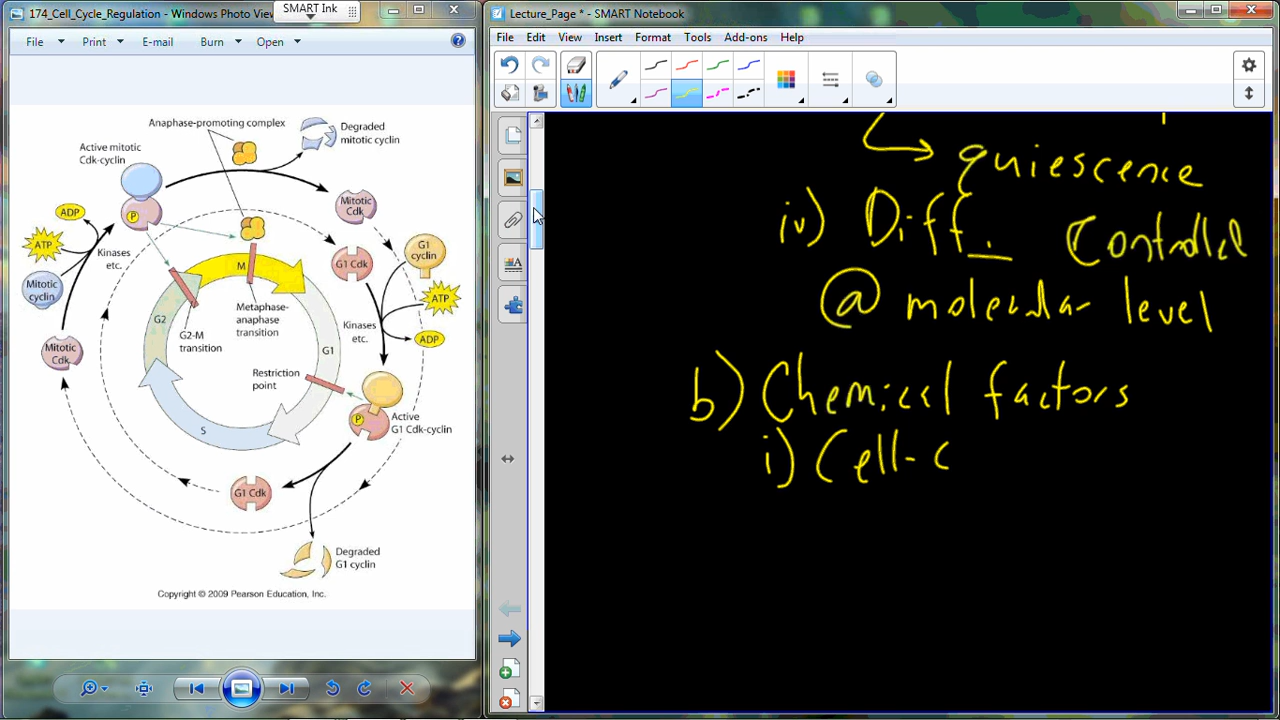 174_Cell_Cycle_Regulation - Windows Photo View
SMART Ink
File Print E-mail Burn Open
Anaphase-promoting complex
Degraded
mitotic cyclin
Active mitotic
Cdk-cyclin
P
ADP
ATP
Kinases
etc.
Mitotic
cyclin
Mitotic
Cdk
Mitotic
Cdk
G1 Cdk
G1
cyclin
ATP
Kinases
etc.
ADP
M
Metaphase-
anaphase
transition
G2
G2-M
transition
G1
Restriction
point
S
P
Active
G1 Cdk-cyclin
G1 Cdk
Degraded
G1 cyclin
Copyright © 2009 Pearson Education, Inc.
Lecture_Page * - SMART Notebook
File Edit View Insert Format Tools Add-ons Help
quiescence
iv) Diff. Controlled
@ molecular level
b) Chemical factors
i) Cell-c